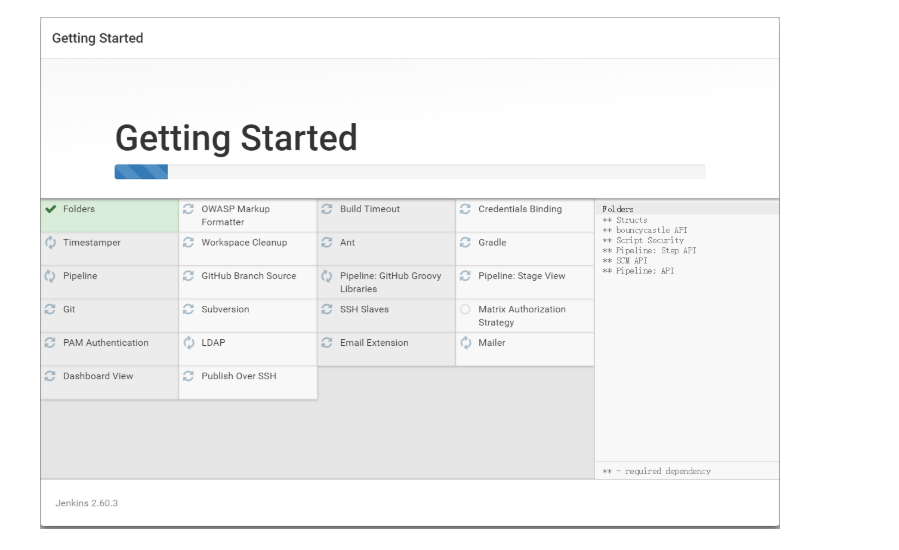 Getting Started
Getting Started
Folders
OWASP Markup
Formatter
Build Timeout
Credentials Binding
Timestamper
Workspace Cleanup
Ant
Gradle
Pipeline
GitHub Branch Source
Pipeline: GitHub Groovy
Libraries
Pipeline: Stage View
Git
Subversion
SSH Slaves
Matrix Authorization
Strategy
PAM Authentication
LDAP
Email Extension
Mailer
Dashboard View
Publish Over SSH
Folders
** Structs
** bouncycastle API
** Script Security
** Pipeline: Step API
** SCM API
** Pipeline: API
** - required dependency
Jenkins 2.60.3